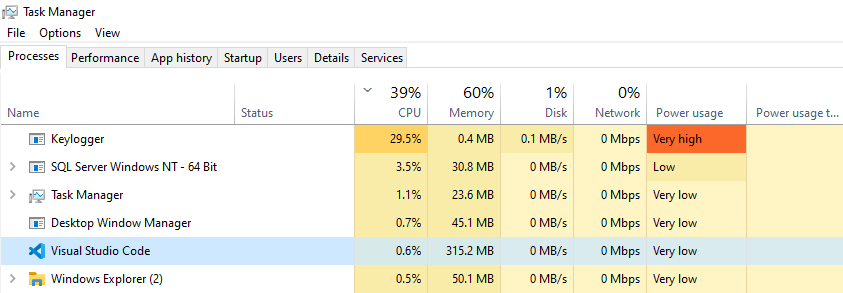 Task Manager
File Options View
Processes Performance App history Startup Users Details Services
39% 60% 1% 0%
Name Status CPU Memory Disk Network Power usage Power usage t...
Keylogger 29.5% 0.4 MB 0.1 MB/s 0 Mbps Very high
SQL Server Windows NT - 64 Bit 3.5% 30.8 MB 0 MB/s 0 Mbps Low
Task Manager 1.1% 23.6 MB 0 MB/s 0 Mbps Very low
Desktop Window Manager 0.7% 45.1 MB 0 MB/s 0 Mbps Very low
Visual Studio Code 0.6% 315.2 MB 0 MB/s 0 Mbps Very low
Windows Explorer (2) 0.5% 50.1 MB 0 MB/s 0 Mbps Very low